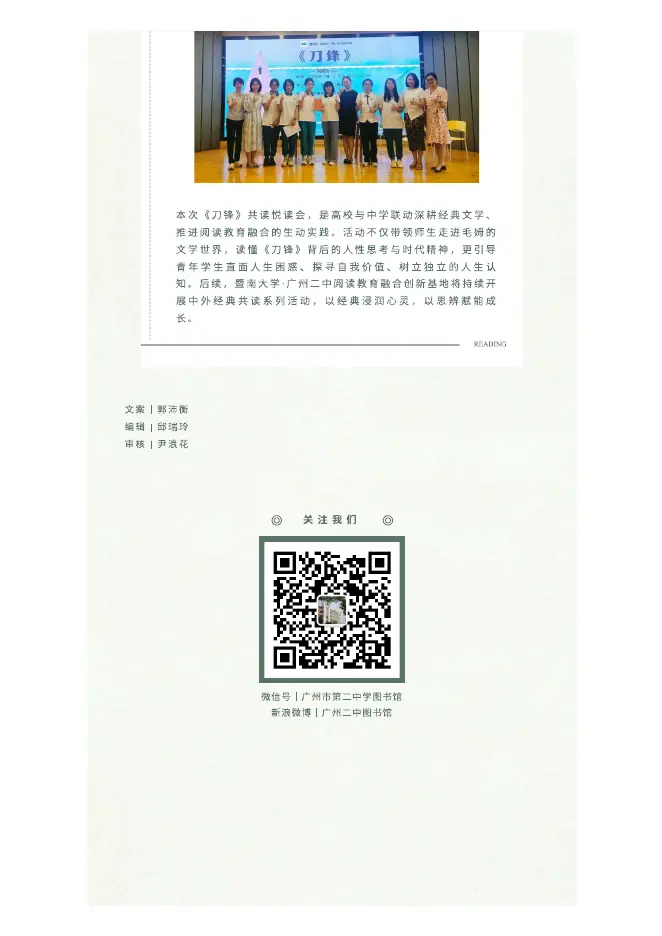 《刀锋》
本次《刀锋》共读悦读会，是高校与中学联动深耕经典文学、
推进阅读教育融合的生动实践。活动不仅带领师生走进毛姆的
文学世界，读懂《刀锋》背后的人性思考与时代精神，更引导
青年学生直面人生困惑、探寻自我价值、树立独立的人生认
知。后续，暨南大学·广州二中阅读教育融合创新基地将持续开
展中外经典共读系列活动，以经典浸润心灵，以思辨赋能成
长。
READING
文案｜郭沛衡
编辑｜邱瑞玲
审核｜尹浪花
关注我们
微信号｜广州市第二中学图书馆
新浪微博｜广州二中图书馆